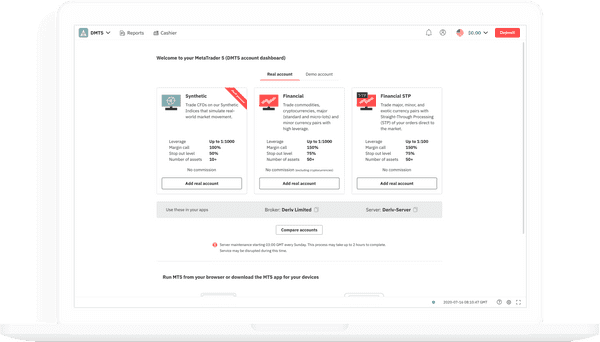 DMT5 Reports Cashier £0.00 Deposit
Welcome to your MetaTrader 5 (DMT5 account dashboard)
Real account Demo account
Synthetic
Trade CFDs on our Synthetic
Indices that simulate real-
world market movement.
Leverage Up to 1:1000
Margin call 100%
Stop out level 50%
Number of assets 10+
No commission
Add real account
Financial
Trade commodities,
cryptocurrencies, major
(standard and micro-lots) and
minor currency pairs with
high leverage.
Leverage Up to 1:1000
Margin call 150%
Stop out level 75%
Number of assets 50+
No commission (excluding cryptocurrencies)
Add real account
STP
Financial STP
Trade major, minor, and
exotic currency pairs with
Straight-Through Processing
(STP) of your orders direct to
the market.
Leverage Up to 1:100
Margin call 150%
Stop out level 75%
Number of assets 50+
No commission
Add real account
Use these in your apps Broker: Deriv Limited Server: Deriv-Server
Compare accounts
Server maintenance starting 03:00 GMT every Sunday. This process may take up to 2 hours to complete
Service may be disrupted during this time.
Run MT5 from your browser or download the MT5 app for your devices